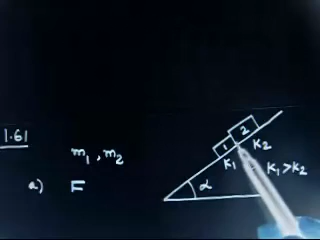 1.61
m₁, m₂
a) F
1 2
K₁ K₂
α K₁>K₂